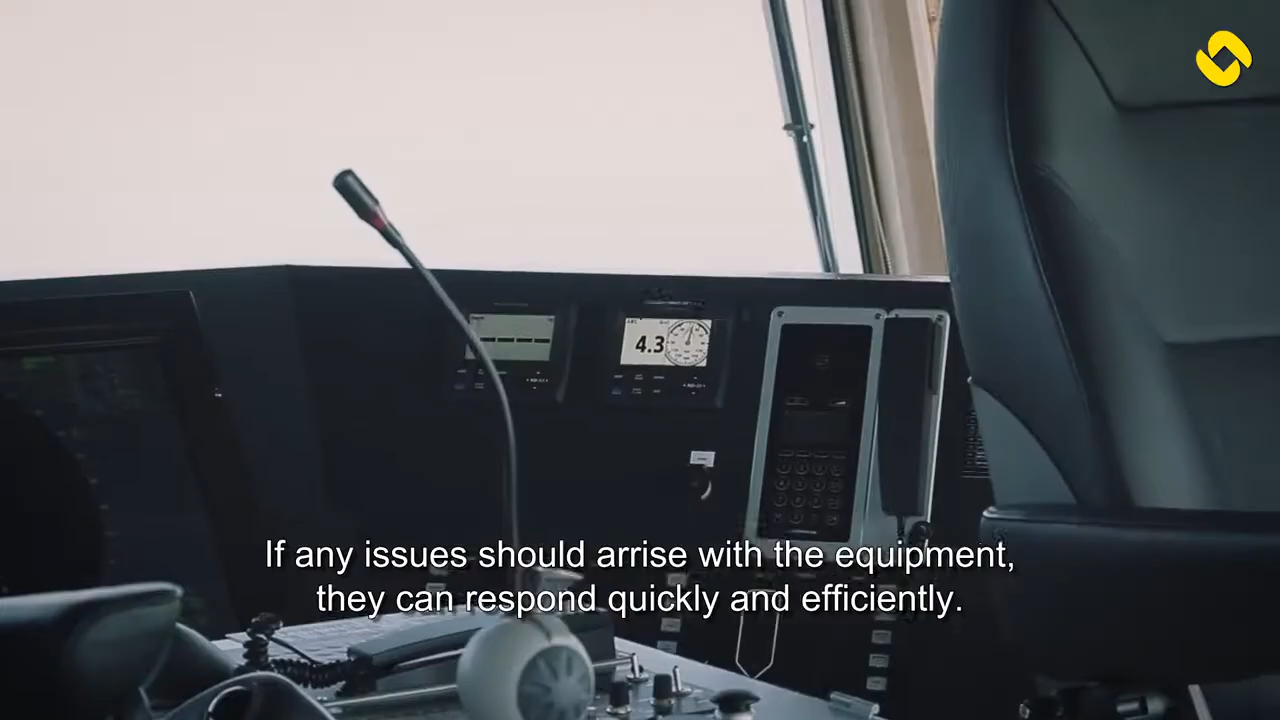 4.3
If any issues should arrise with the equipment,
they can respond quickly and efficiently.